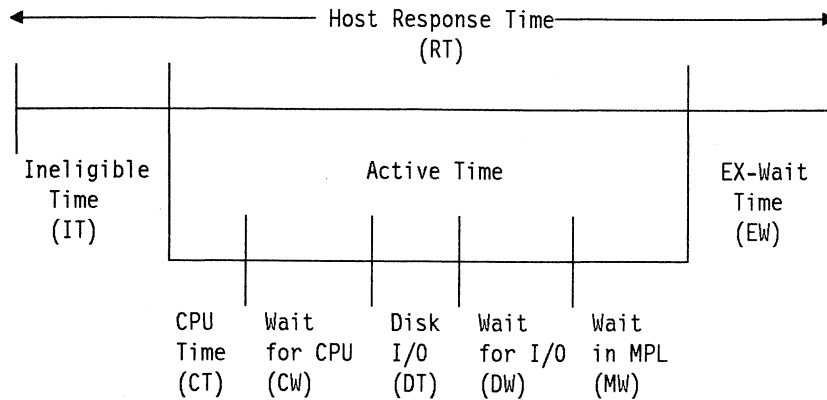 Host Response Time
(RT)
Ineligible
Time
(IT)
Active Time
EX-Wait
Time
(EW)
CPU
Time
(CT)
Wait
for CPU
(CW)
Disk
I/O
(DT)
Wait
for I/O
(DW)
Wait
in MPL
(MW)